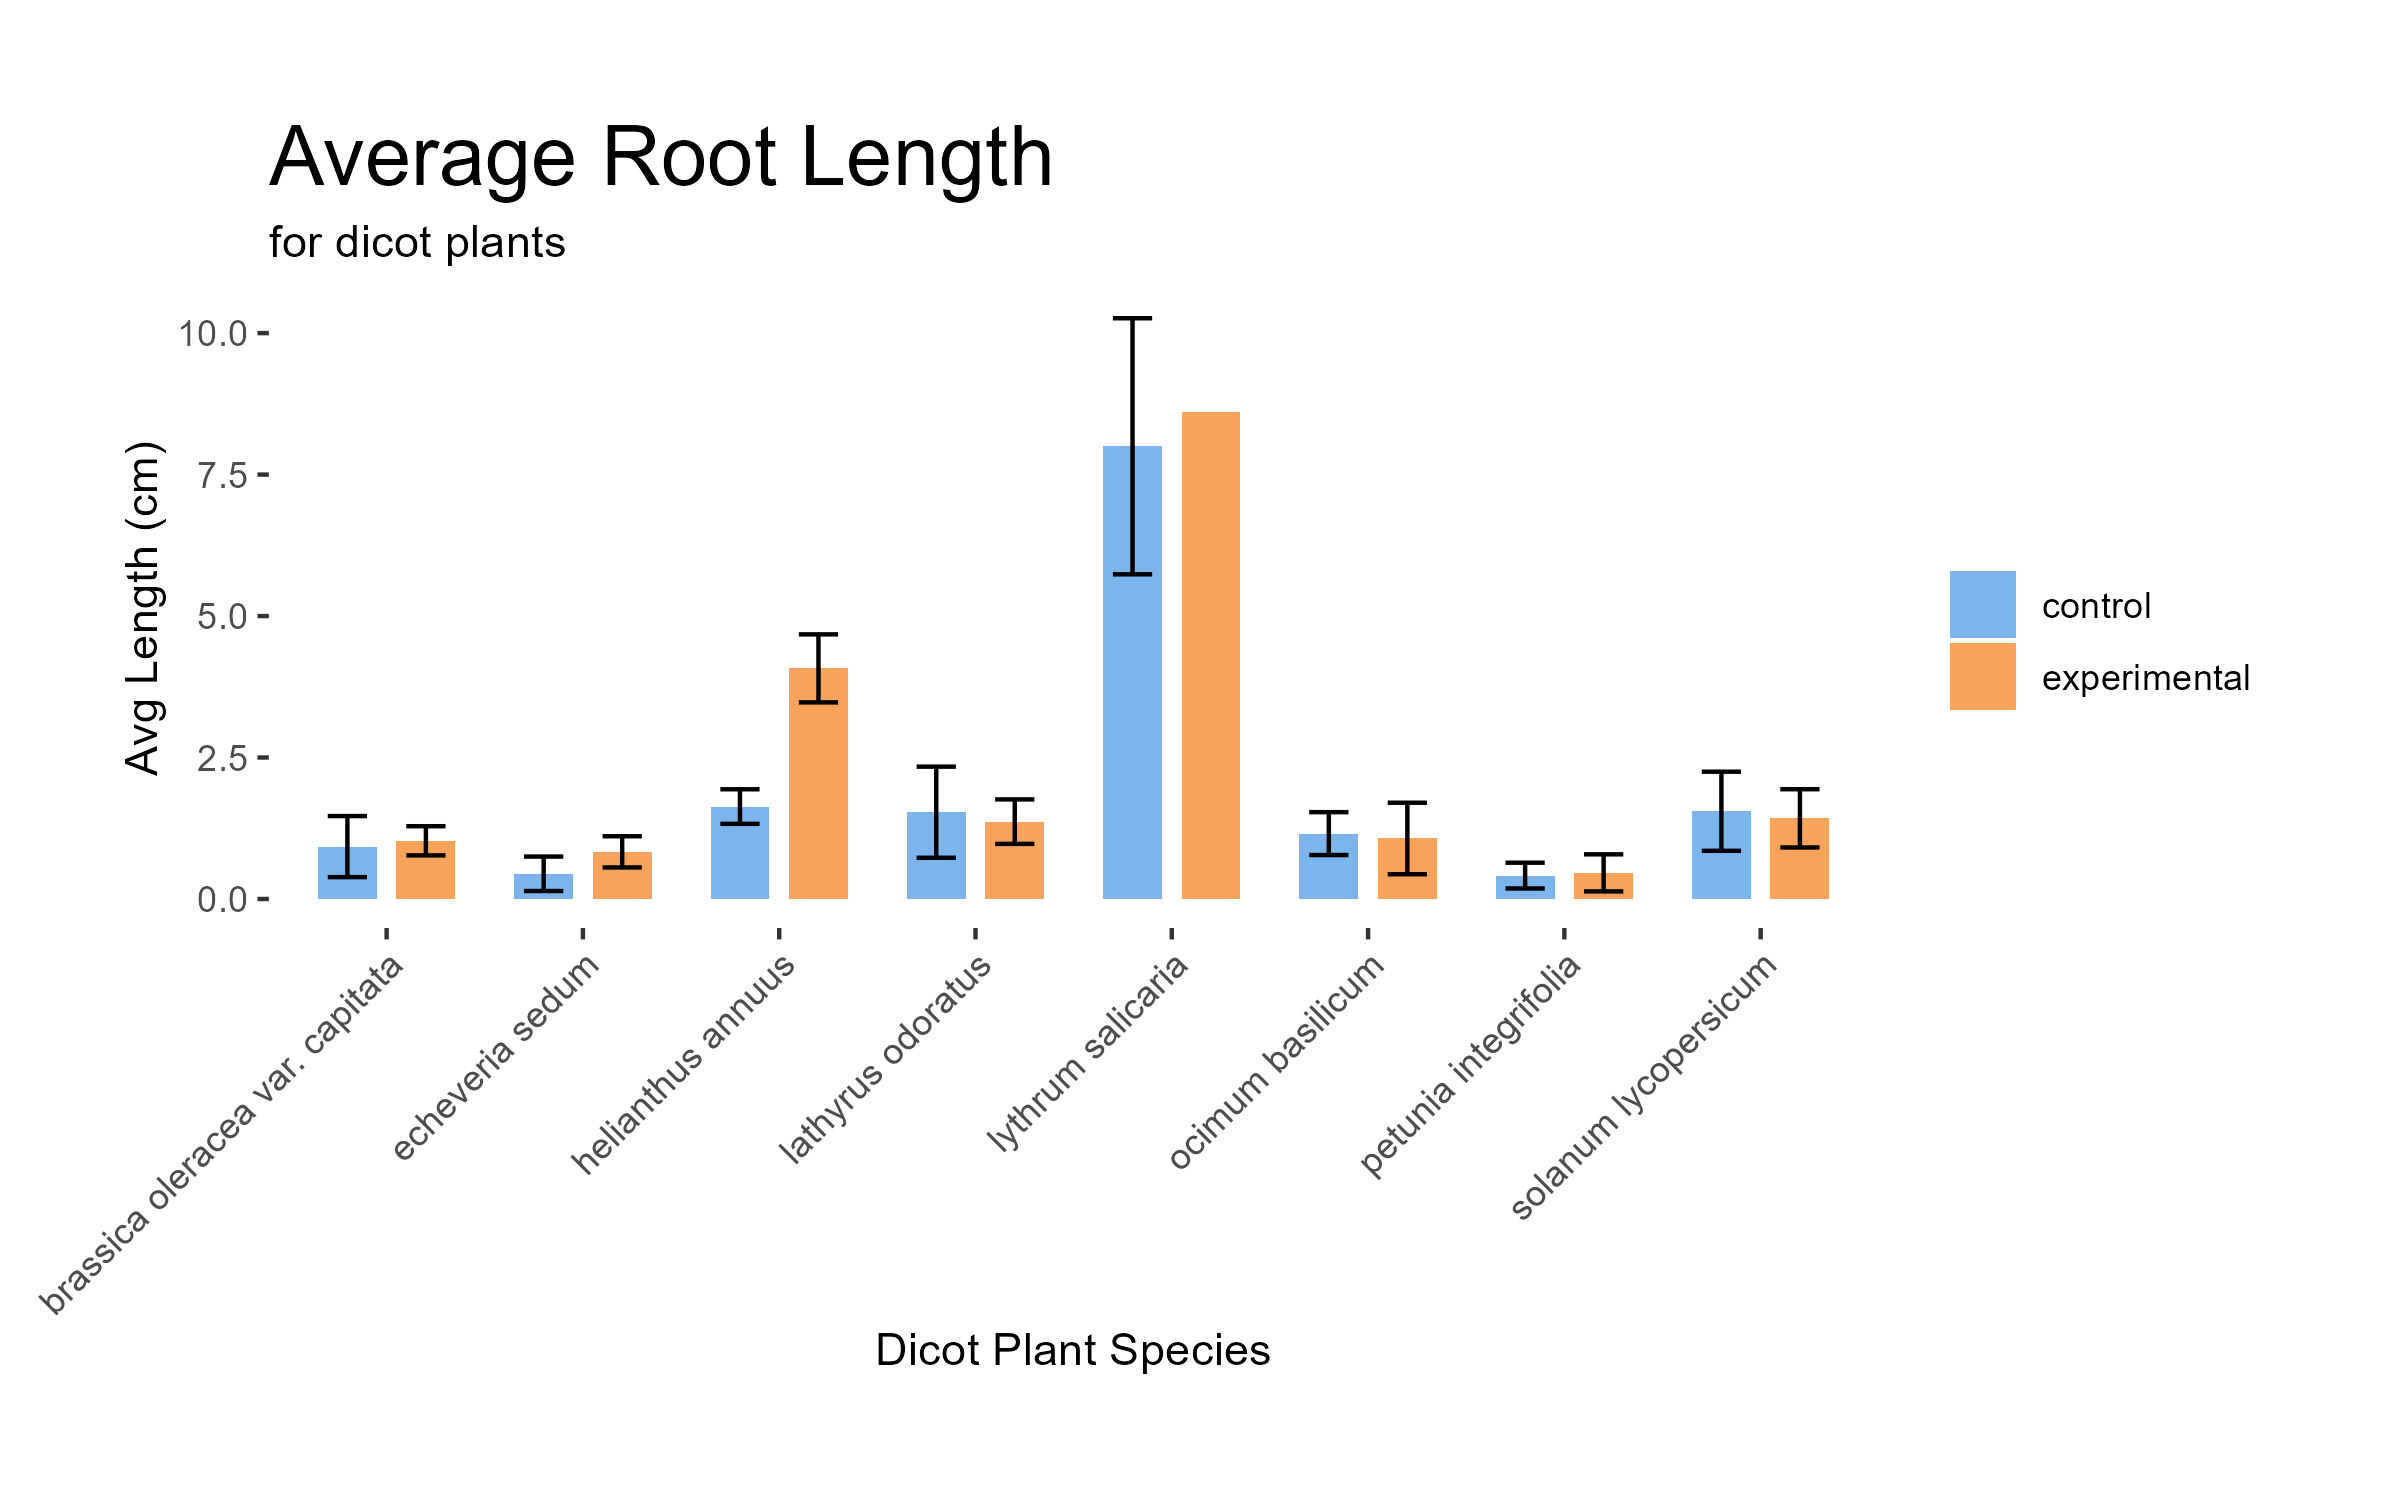 Average Root Length
for dicot plants
10.0
7.5
5.0
2.5
0.0
Avg Length (cm)
control
experimental
brassica oleracea var. capitata
echeveria sedum
helianthus annuus
lathyrus odoratus
lythrum salicaria
ocimum basilicum
petunia integrifolia
solanum lycopersicum
Dicot Plant Species